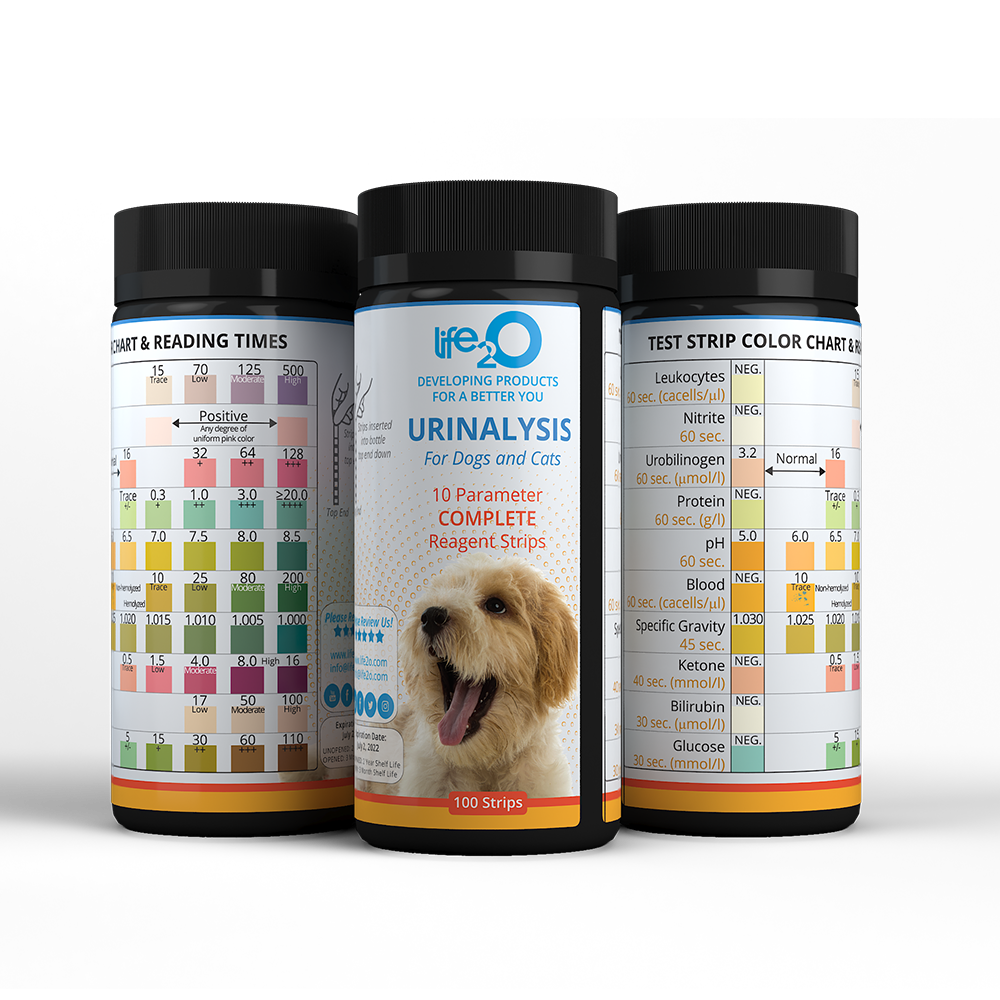 CHART & READING TIMES
15 70 125 500
Trace Low Moderate High
Positive
Any degree of
uniform pink color
16 32 64 128
+ ++ +++
Trace 0.3 1.0 3.0 ≥20.0
+/- + ++ +++ ++++
6.5 7.0 7.5 8.0 8.5
Non-hemolyzed 10 25 80 200
Trace Low Moderate High
Hemolyzed
1.020 1.015 1.010 1.005 1.000
0.5 1.5 4.0 8.0 High 16
Trace Low Moderate
17 50 100
Low Moderate High
5 15 30 60 110
+/- + ++ +++ ++++
Top End
life2O
DEVELOPING PRODUCTS
FOR A BETTER YOU
URINALYSIS
For Dogs and Cats
10 Parameter
COMPLETE
Reagent Strips
100 Strips
Strips inserted
into bottle
top end down
Review Us!
life2o.com
@life2o.com
Expiration Date:
July 2, 2022
Year Shelf Life
Month Shelf Life
TEST STRIP COLOR CHART &
Leukocytes NEG.
60 sec. (cacells/µl)
Nitrite NEG.
60 sec.
Urobilinogen 3.2 Normal 16
60 sec. (µmol/l)
Protein NEG. Trace
60 sec. (g/l) +/-
pH 5.0 6.0 6.5
60 sec.
Blood NEG. 10 Non-hemolyzed
60 sec. (cacells/µl) Trace Hemolyzed
Specific Gravity 1.030 1.025 1.020
45 sec.
Ketone NEG. 0.5
40 sec. (mmol/l) Trace
Bilirubin NEG.
30 sec. (µmol/l)
Glucose NEG. 5
30 sec. (mmol/l) +/-